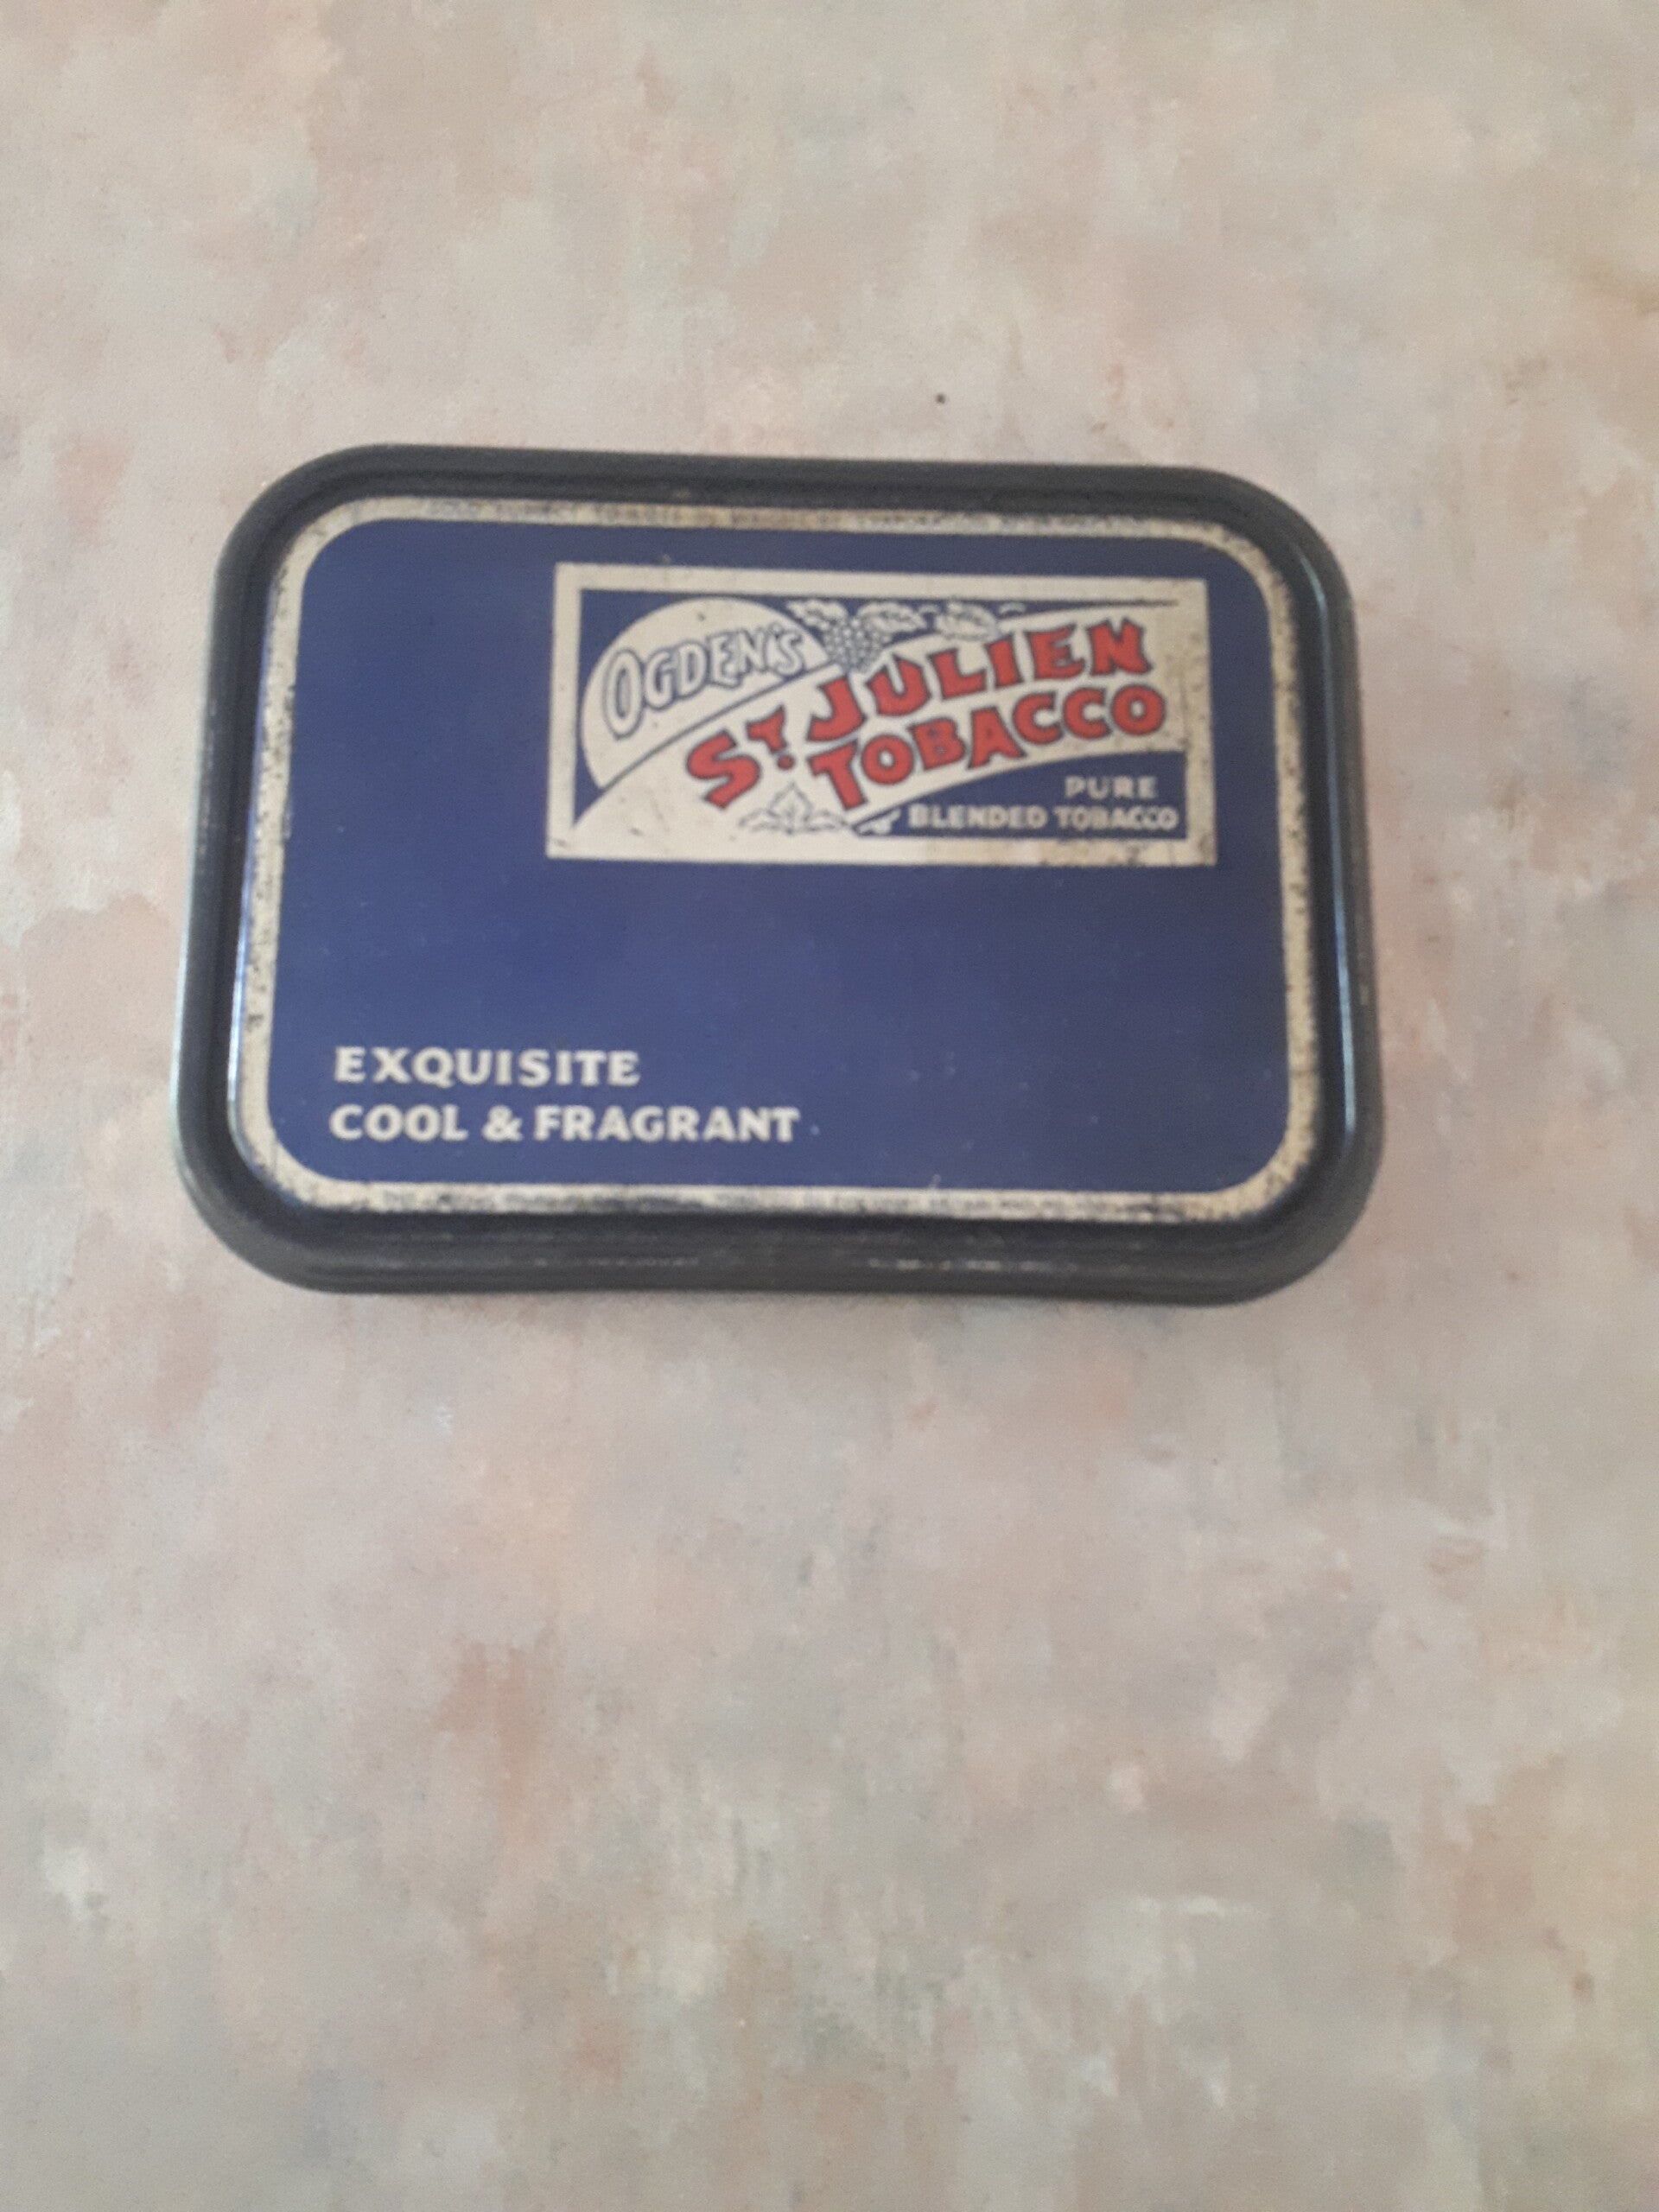 OGDEN'S
ST. JULIEN
TOBACCO
PURE
BLENDED TOBACCO
EXQUISITE
COOL & FRAGRANT